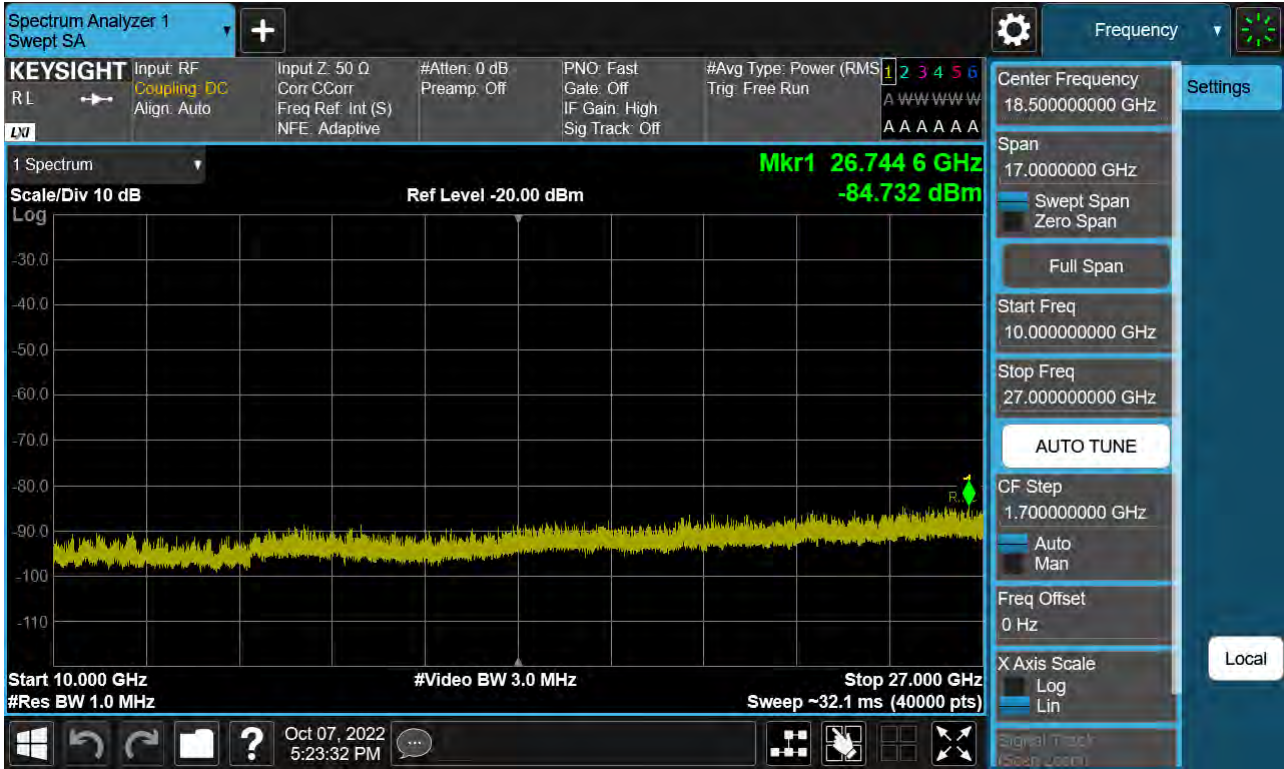 Spectrum Analyzer 1
Swept SA
Frequency
KEYSIGHT
R L
LXI
Input: RF
Coupling: DC
Align: Auto
Input Z: 50 Ω
Corr CCorr
Freq Ref: Int (S)
NFE: Adaptive
#Atten: 0 dB
Preamp: Off
PNO: Fast
Gate: Off
IF Gain: High
Sig Track: Off
#Avg Type: Power (RMS
Trig: Free Run
1 2 3 4 5 6
A W W W W W
A A A A A A
1 Spectrum
Scale/Div 10 dB
Log
Ref Level -20.00 dBm
Mkr1 26.744 6 GHz
-84.732 dBm
-30.0
-40.0
-50.0
-60.0
-70.0
-80.0
-90.0
-100
-110
1
R...
Start 10.000 GHz
#Res BW 1.0 MHz
#Video BW 3.0 MHz
Stop 27.000 GHz
Sweep ~32.1 ms (40000 pts)
Center Frequency
18.500000000 GHz
Span
17.0000000 GHz
Swept Span
Zero Span
Full Span
Start Freq
10.000000000 GHz
Stop Freq
27.000000000 GHz
AUTO TUNE
CF Step
1.700000000 GHz
Auto
Man
Freq Offset
0 Hz
X Axis Scale
Log
Lin
Signal Track
(Span Zoom)
Settings
Local
?
Oct 07, 2022
5:23:32 PM